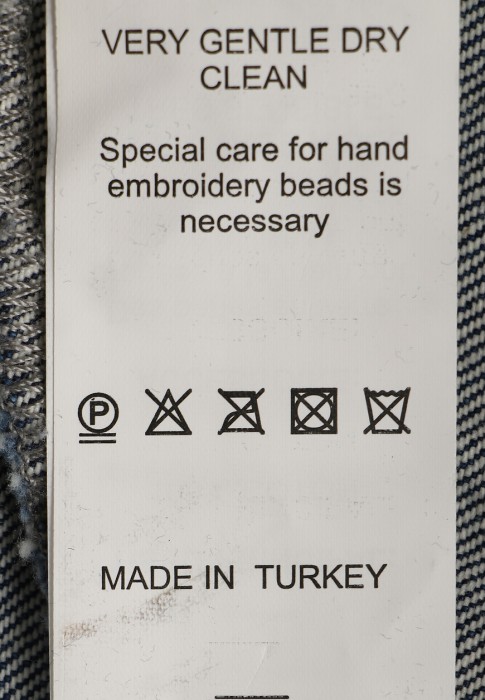 VERY GENTLE DRY
CLEAN
Special care for hand
embroidery beads is
necessary
P
MADE IN TURKEY